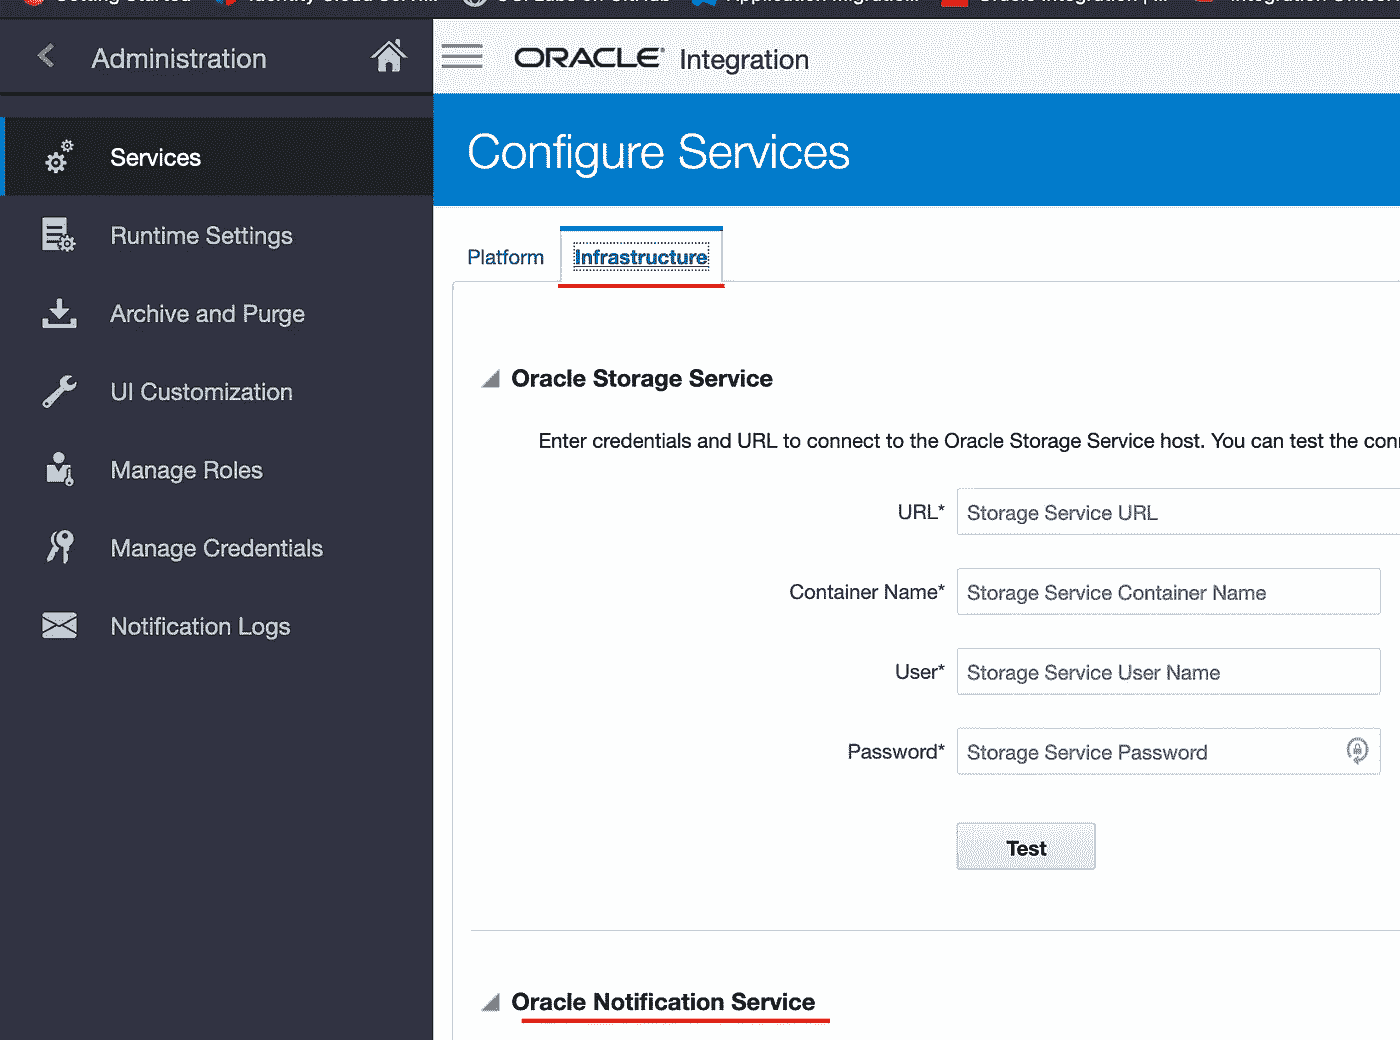 Administration
ORACLE Integration
Services
Runtime Settings
Archive and Purge
UI Customization
Manage Roles
Manage Credentials
Notification Logs
Configure Services
Platform
Infrastructure
Oracle Storage Service
Enter credentials and URL to connect to the Oracle Storage Service host. You can test the
URL*
Storage Service URL
Container Name*
Storage Service Container Name
User*
Storage Service User Name
Password*
Storage Service Password
Test
Oracle Notification Service